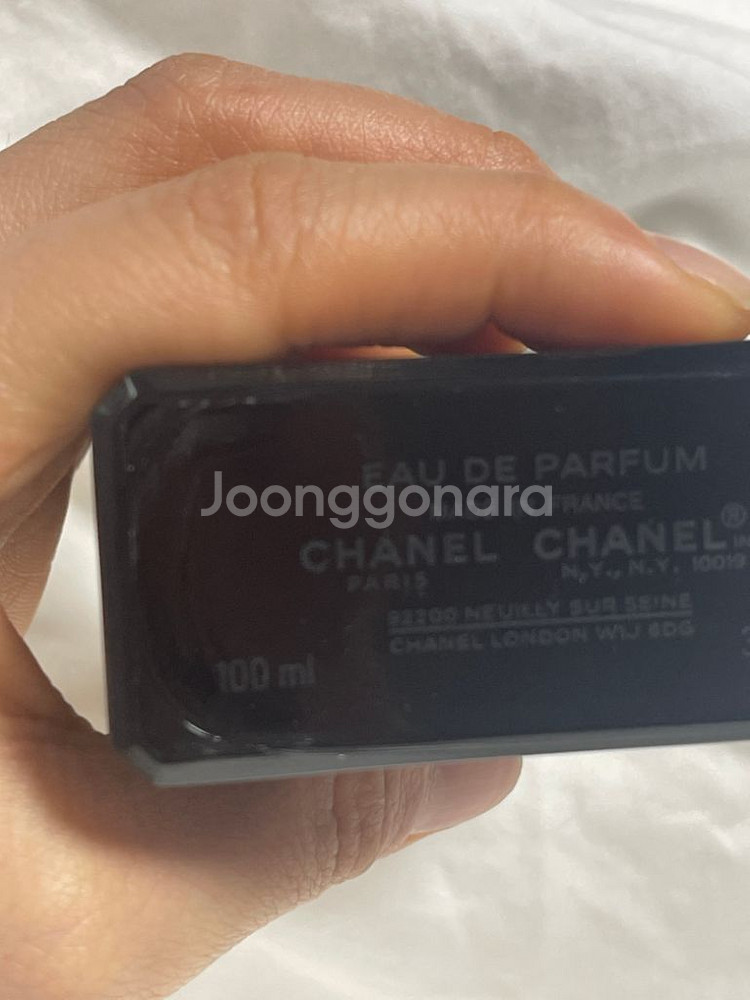 EAU DE PARFUM
Joonggonara
FRANCE
CHANEL CHANEL®
PARIS N.Y., N.Y. 10019
92200 NEUILLY SUR SEINE
CHANEL LONDON W1J 6DG
100 ml